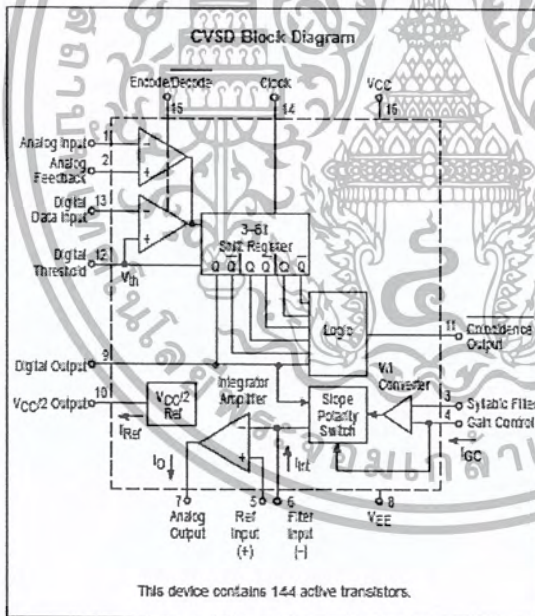 CVSD Block Diagram
Encode/Decode
Clock
VCC
15
14
16
Analog Input
1
Analog
Feedback
2
Digital
Data Input
13
Digital
Threshold
12
Vth
3-Bit
Shift Register
Q Q Q Q Q Q
Logic
11
Coincidence
Output
Digital Output
9
VCC/2 Output
10
VCC/2
Ref
IRef
Integrator
Amplifier
V/I
Converter
Slope
Polarity
Switch
3
Syllabic Filter
4
Gain Control
IGC
IO
IInt
7
5
6
8
Analog
Output
Ref
Input
(+)
Filter
Input
(-)
VEE
This device contains 144 active transistors.